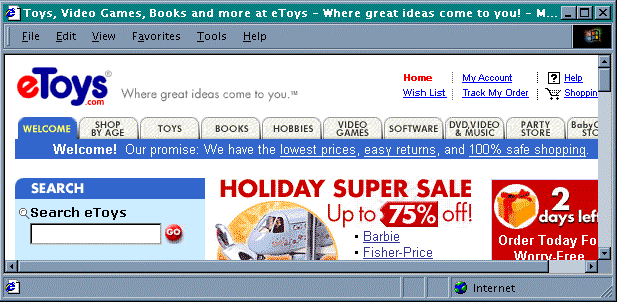 Toys, Video Games, Books and more at eToys - Where great ideas come to you! - M...
File Edit View Favorites Tools Help
eToys®
.com
Where great ideas come to you.™
Home My Account ? Help
Wish List Track My Order Shoppin
WELCOME
SHOP
BY AGE
TOYS
BOOKS
HOBBIES
VIDEO
GAMES
SOFTWARE
DVD, VIDEO
& MUSIC
PARTY
STORE
BabyC
STO
Welcome! Our promise: We have the lowest prices, easy returns, and 100% safe shopping.
SEARCH
Search eToys
GO
HOLIDAY SUPER SALE
Up to 75% off!
• Barbie
• Fisher-Price
2
days left
Order Today Fo
Worry-Free
Internet